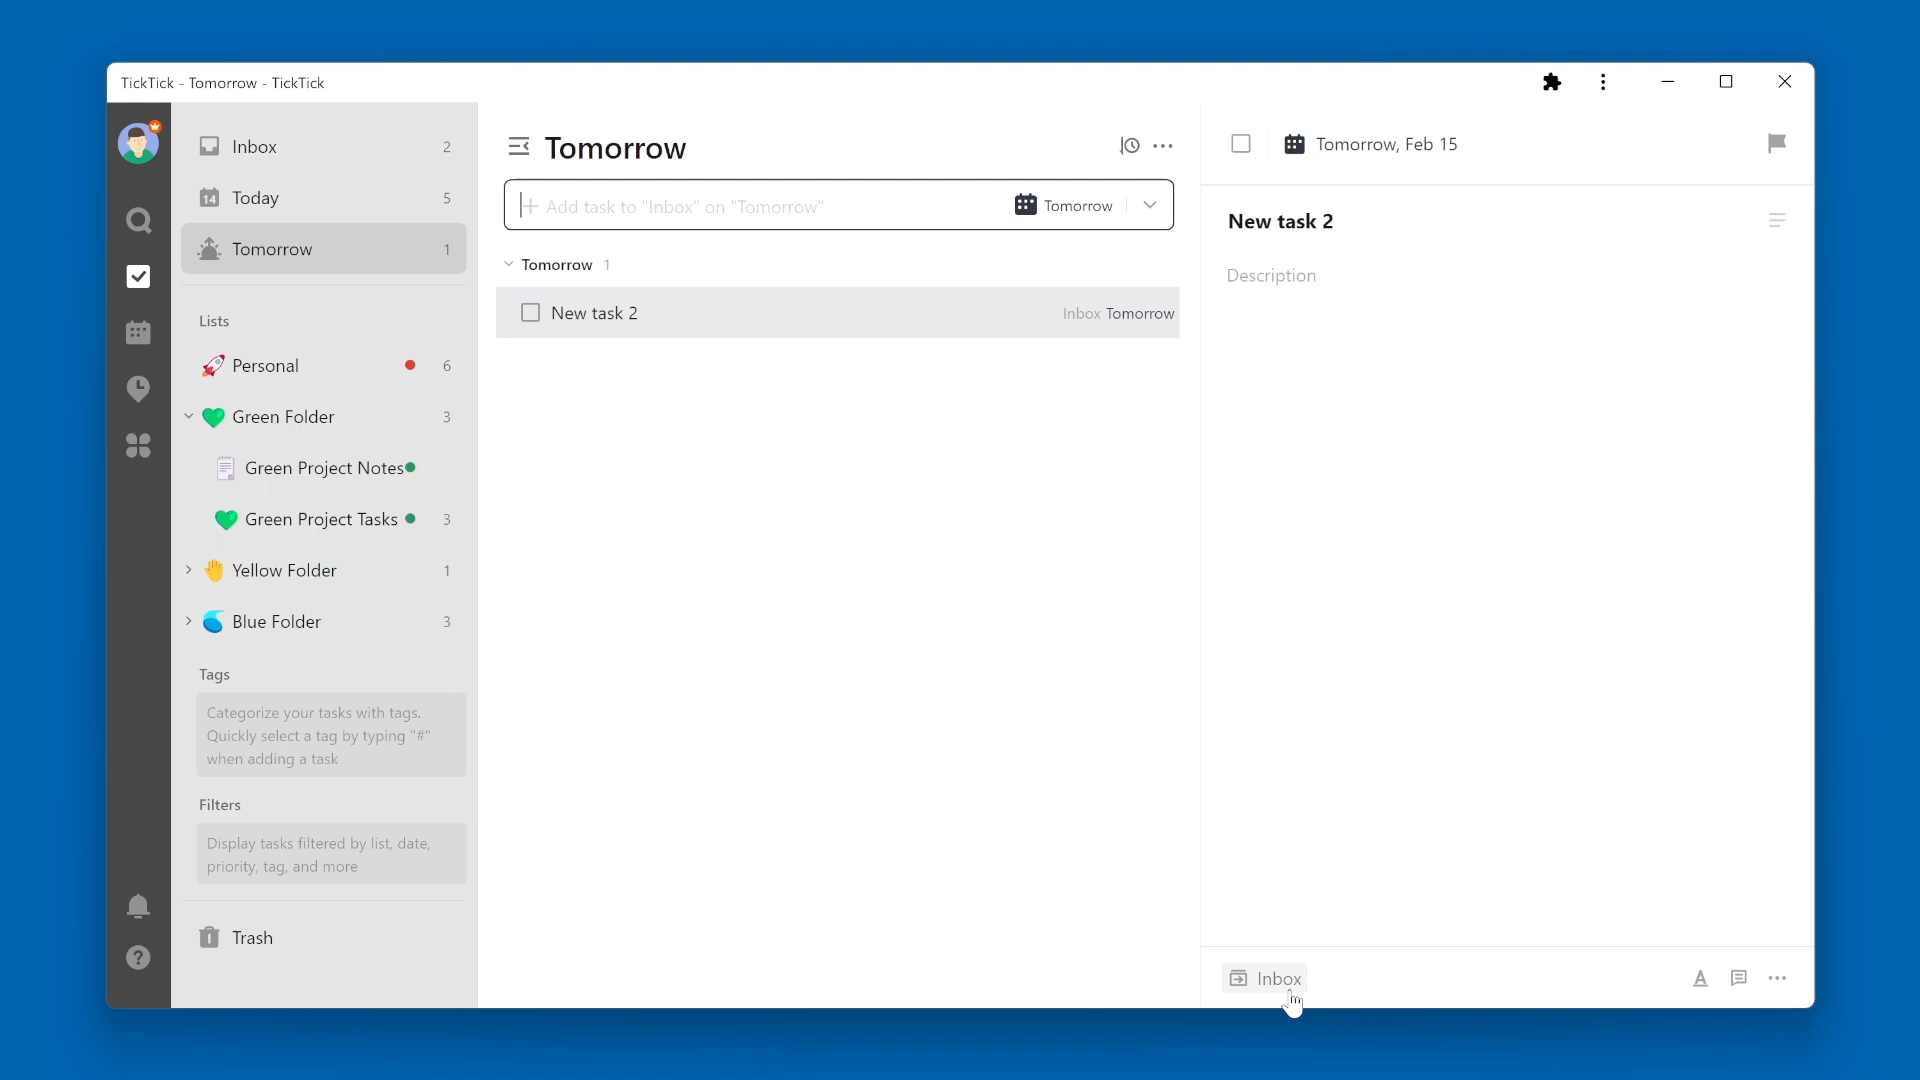 TickTick - Tomorrow - TickTick
Inbox 2
14 Today 5
Tomorrow 1
Lists
Personal 6
Green Folder 3
Green Project Notes
Green Project Tasks 3
Yellow Folder 1
Blue Folder 3
Tags
Categorize your tasks with tags.
Quickly select a tag by typing "#"
when adding a task
Filters
Display tasks filtered by list, date,
priority, tag, and more
Trash
Tomorrow
Add task to "Inbox" on "Tomorrow" Tomorrow
Tomorrow 1
New task 2 Inbox Tomorrow
Tomorrow, Feb 15
New task 2
Description
Inbox